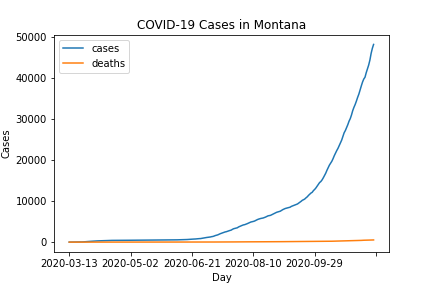 COVID-19 Cases in Montana
50000
cases
deaths
40000
30000
Cases
20000
10000
0
2020-03-13 2020-05-02 2020-06-21 2020-08-10 2020-09-29
Day